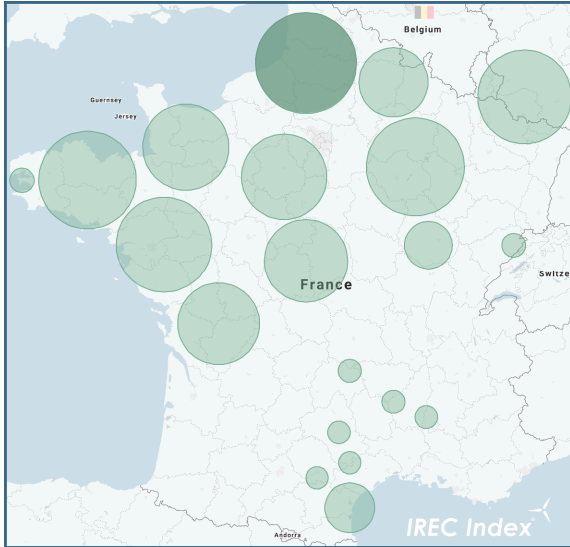 Belgium
Guernsey
Jersey
France
Switze
Andorra
IREC Index